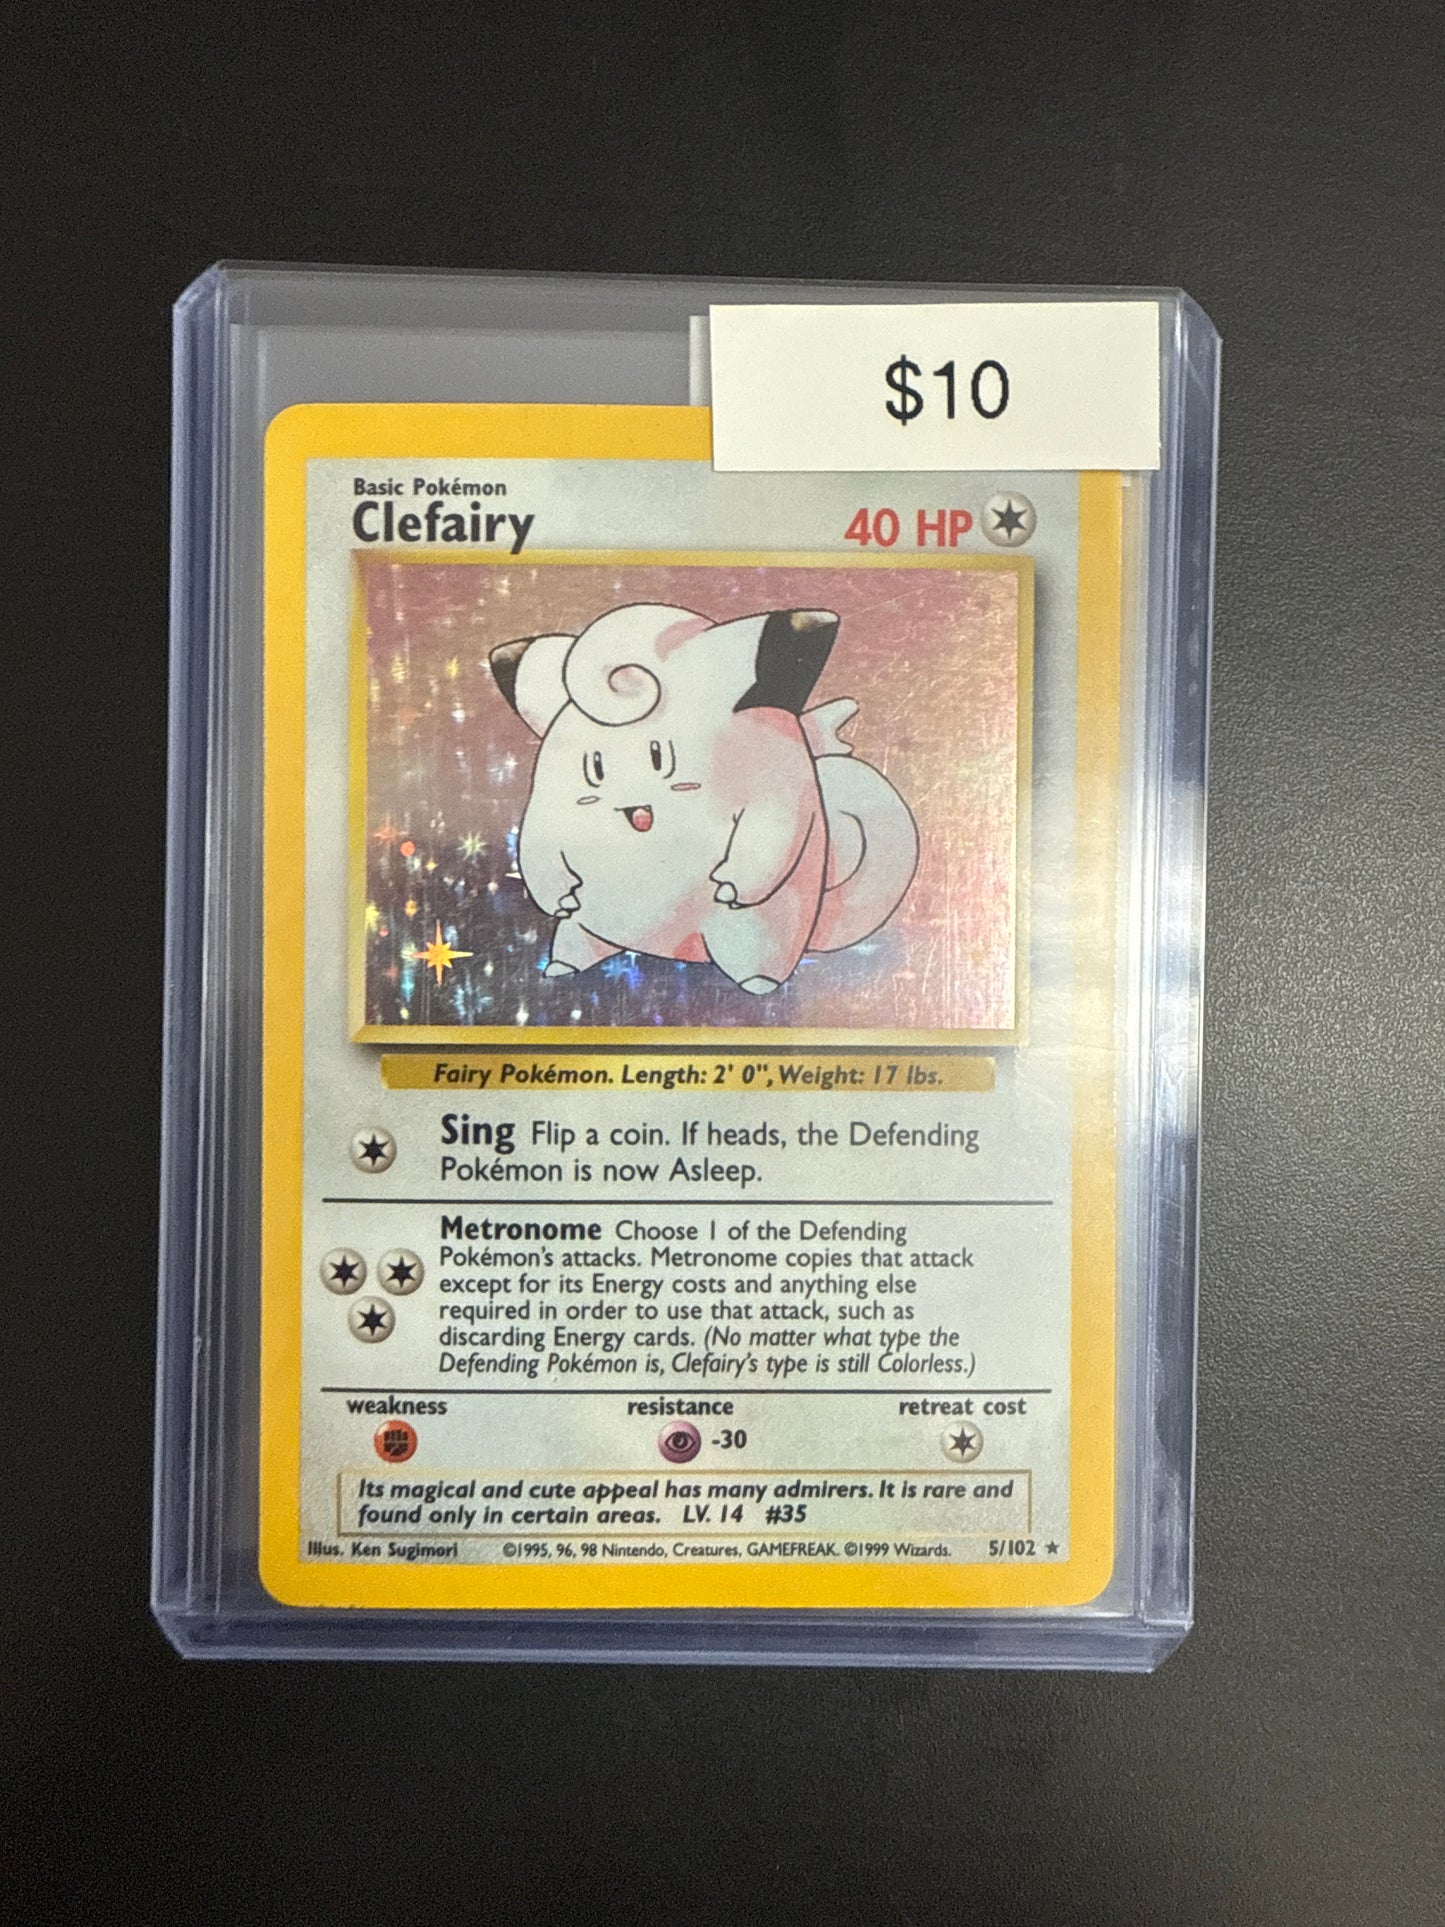 $10
Basic Pokémon
Clefairy
40 HP
Fairy Pokémon. Length: 2' 0", Weight: 17 lbs.
Sing Flip a coin. If heads, the Defending
Pokémon is now Asleep.
Metronome Choose 1 of the Defending
Pokémon's attacks. Metronome copies that attack
except for its Energy costs and anything else
required in order to use that attack, such as
discarding Energy cards. (No matter what type the
Defending Pokémon is, Clefairy's type is still Colorless.)
weakness resistance retreat cost
-30
Its magical and cute appeal has many admirers. It is rare and
found only in certain areas. LV. 14 #35
Illus. Ken Sugimori ©1995, 96, 98 Nintendo, Creatures, GAMEFREAK. ©1999 Wizards. 5/102 ★